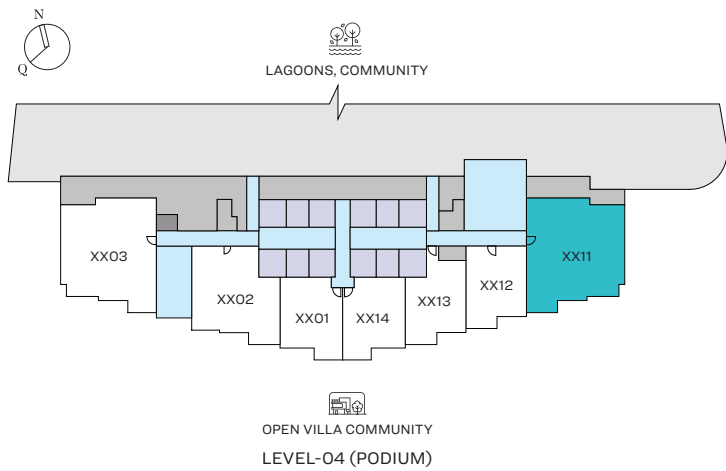 N
Q
LAGOONS, COMMUNITY
XX03
XX02
XX01
XX14
XX13
XX12
XX11
OPEN VILLA COMMUNITY
LEVEL-04 (PODIUM)